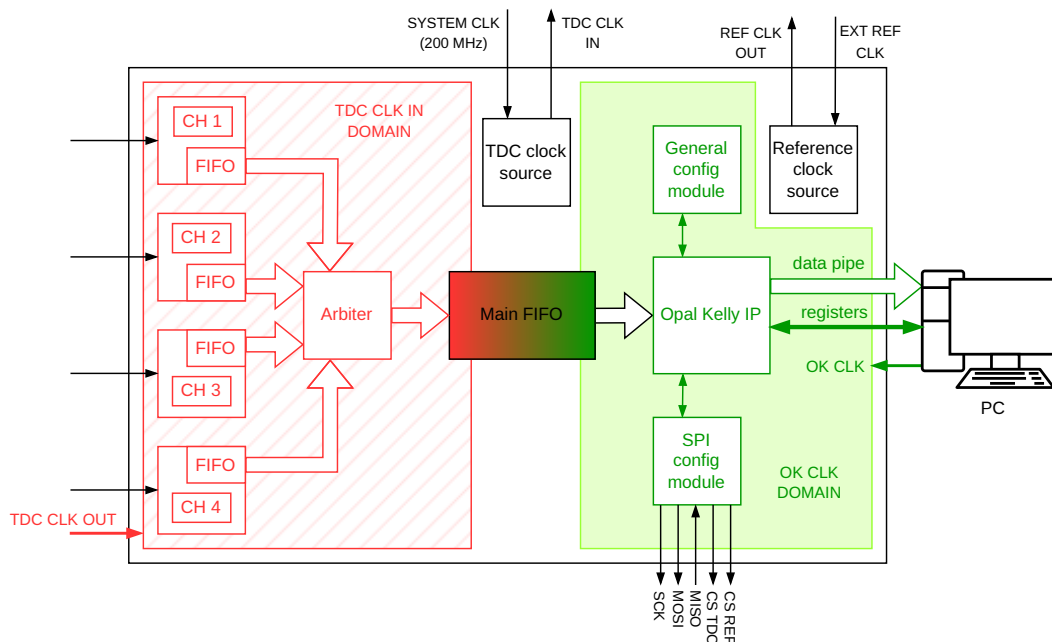 SYSTEM CLK
(200 MHz)
TDC CLK
IN
REF CLK
OUT
EXT REF
CLK
CH 1
FIFO
TDC CLK IN
DOMAIN
TDC clock
source
General
config
module
Reference
clock
source
CH 2
FIFO
Arbiter
Main FIFO
Opal Kelly IP
data pipe
registers
OK CLK
PC
FIFO
CH 3
FIFO
CH 4
TDC CLK OUT
SPI
config
module
OK CLK
DOMAIN
SCK
MOSI
MISO
CS TDC
CS REF